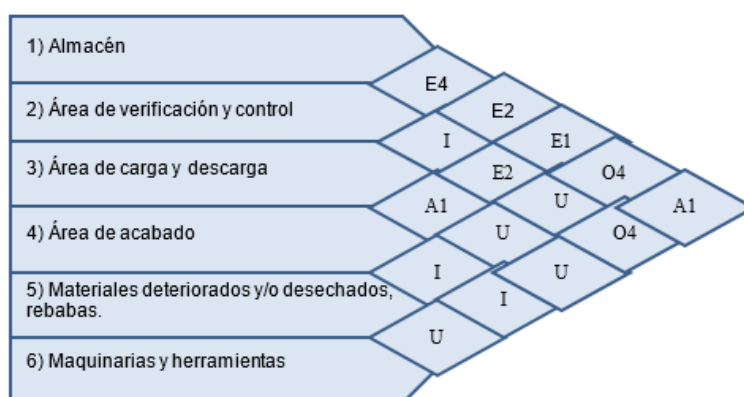 1) Almacén
E4
2) Área de verificación y control
E2
I
E1
3) Área de carga y descarga
E2
O4
A1
U
A1
4) Área de acabado
U
O4
I
U
5) Materiales deteriorados y/o desechados,
rebabas.
I
U
6) Maquinarias y herramientas